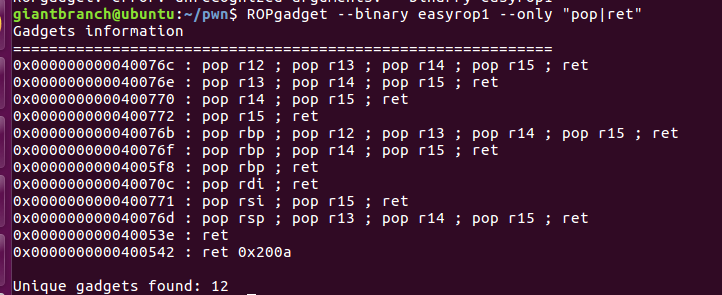 giantbranch@ubuntu:~/pwn$ ROPgadget --binary easyrop1 --only "pop|ret"
Gadgets information
============================================================
0x000000000040076c : pop r12 ; pop r13 ; pop r14 ; pop r15 ; ret
0x000000000040076e : pop r13 ; pop r14 ; pop r15 ; ret
0x0000000000400770 : pop r14 ; pop r15 ; ret
0x0000000000400772 : pop r15 ; ret
0x000000000040076b : pop rbp ; pop r12 ; pop r13 ; pop r14 ; pop r15 ; ret
0x000000000040076f : pop rbp ; pop r14 ; pop r15 ; ret
0x00000000004005f8 : pop rbp ; ret
0x000000000040070c : pop rdi ; ret
0x0000000000400771 : pop rsi ; pop r15 ; ret
0x000000000040076d : pop rsp ; pop r13 ; pop r14 ; pop r15 ; ret
0x000000000040053e : ret
0x0000000000400542 : ret 0x200a
Unique gadgets found: 12